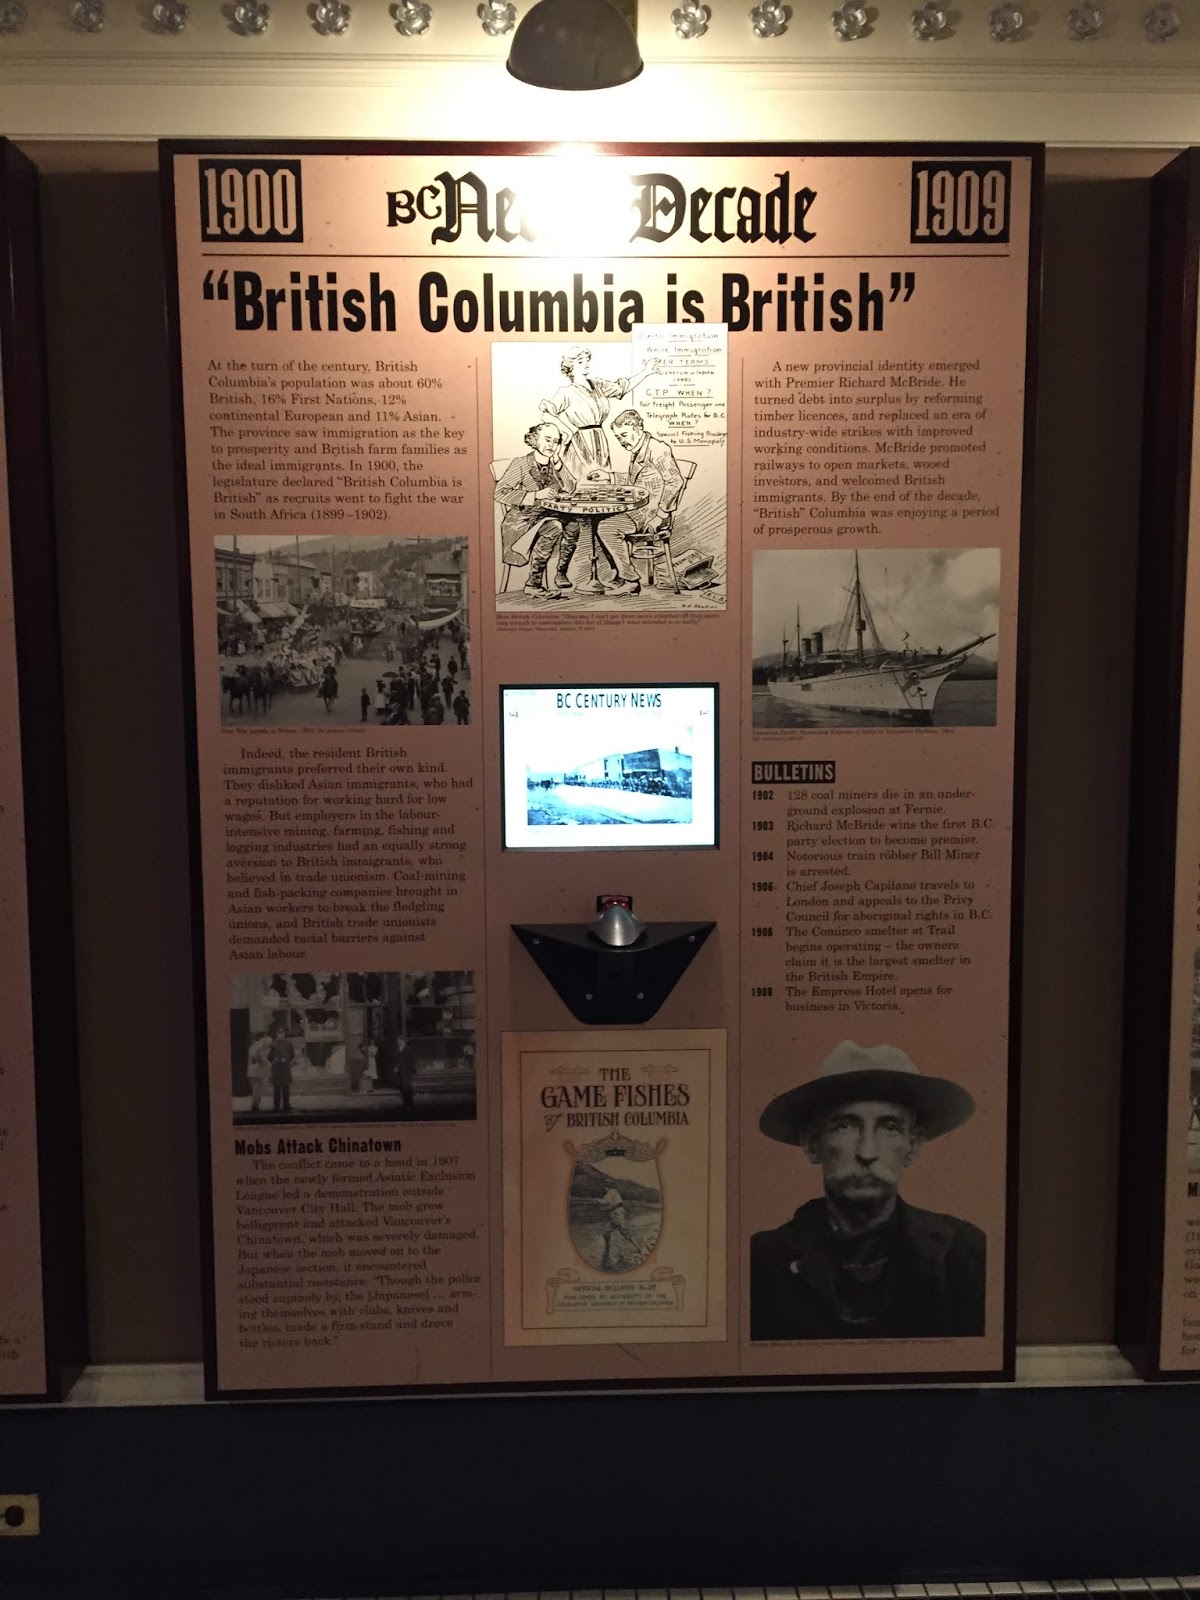 1900
BC
Decade
1909
“British Columbia is British”
At the turn of the century, British
Columbia's population was about 60%
British, 16% First Nations, 12%
continental European and 11% Asian.
The province saw immigration as the key
to prosperity and British farm families as
the ideal immigrants. In 1900, the
legislature declared “British Columbia is
British” as recruits went to fight the war
in South Africa (1899–1902).
Indeed, the resident British
immigrants preferred their own kind.
They disliked Asian immigrants, who had
a reputation for working hard for low
wages. But employers in the labour-
intensive mining, farming, fishing and
logging industries had an equally strong
aversion to British immigrants, who
believed in trade unionism. Coal-mining
and fish-packing companies brought in
Asian workers to break the fledgling
unions, and British trade unionists
demanded racial barriers against
Asian labour.
Mobs Attack Chinatown
The conflict came to a head in 1907
when the newly formed Asiatic Exclusion
League led a demonstration outside
Vancouver City Hall. The mob grew
belligerent and attacked Vancouver's
Chinatown, which was severely damaged.
But when the mob moved on to the
Japanese section, it encountered
substantial resistance. “Though the police
stood supinely by, the [Japanese] ... arm-
ing themselves with clubs, knives and
bottles, made a firm stand and drove
the rioters back.”
Immigration
White Immigration
TERMS
LANDS
G.T.P WHEN?
Fair Freight Passenger and
Telegraph Rates for B.C
WHEN?
Special Fishing
to U.S. Monopoly
PARTY POLITICS
BC CENTURY NEWS
THE
GAME FISHES
of BRITISH COLUMBIA
A new provincial identity emerged
with Premier Richard McBride. He
turned debt into surplus by reforming
timber licences, and replaced an era of
industry-wide strikes with improved
working conditions. McBride promoted
railways to open markets, wooed
investors, and welcomed British
immigrants. By the end of the decade,
“British” Columbia was enjoying a period
of prosperous growth.
BULLETINS
1902 128 coal miners die in an under-
ground explosion at Fernie.
1903 Richard McBride wins the first B.C.
party election to become premier.
1904 Notorious train robber Bill Miner
is arrested.
1906 Chief Joseph Capilano travels to
London and appeals to the Privy
Council for aboriginal rights in B.C.
1906 The Cominco smelter at Trail
begins operating – the owners
claim it is the largest smelter in
the British Empire.
1908 The Empress Hotel opens for
business in Victoria.